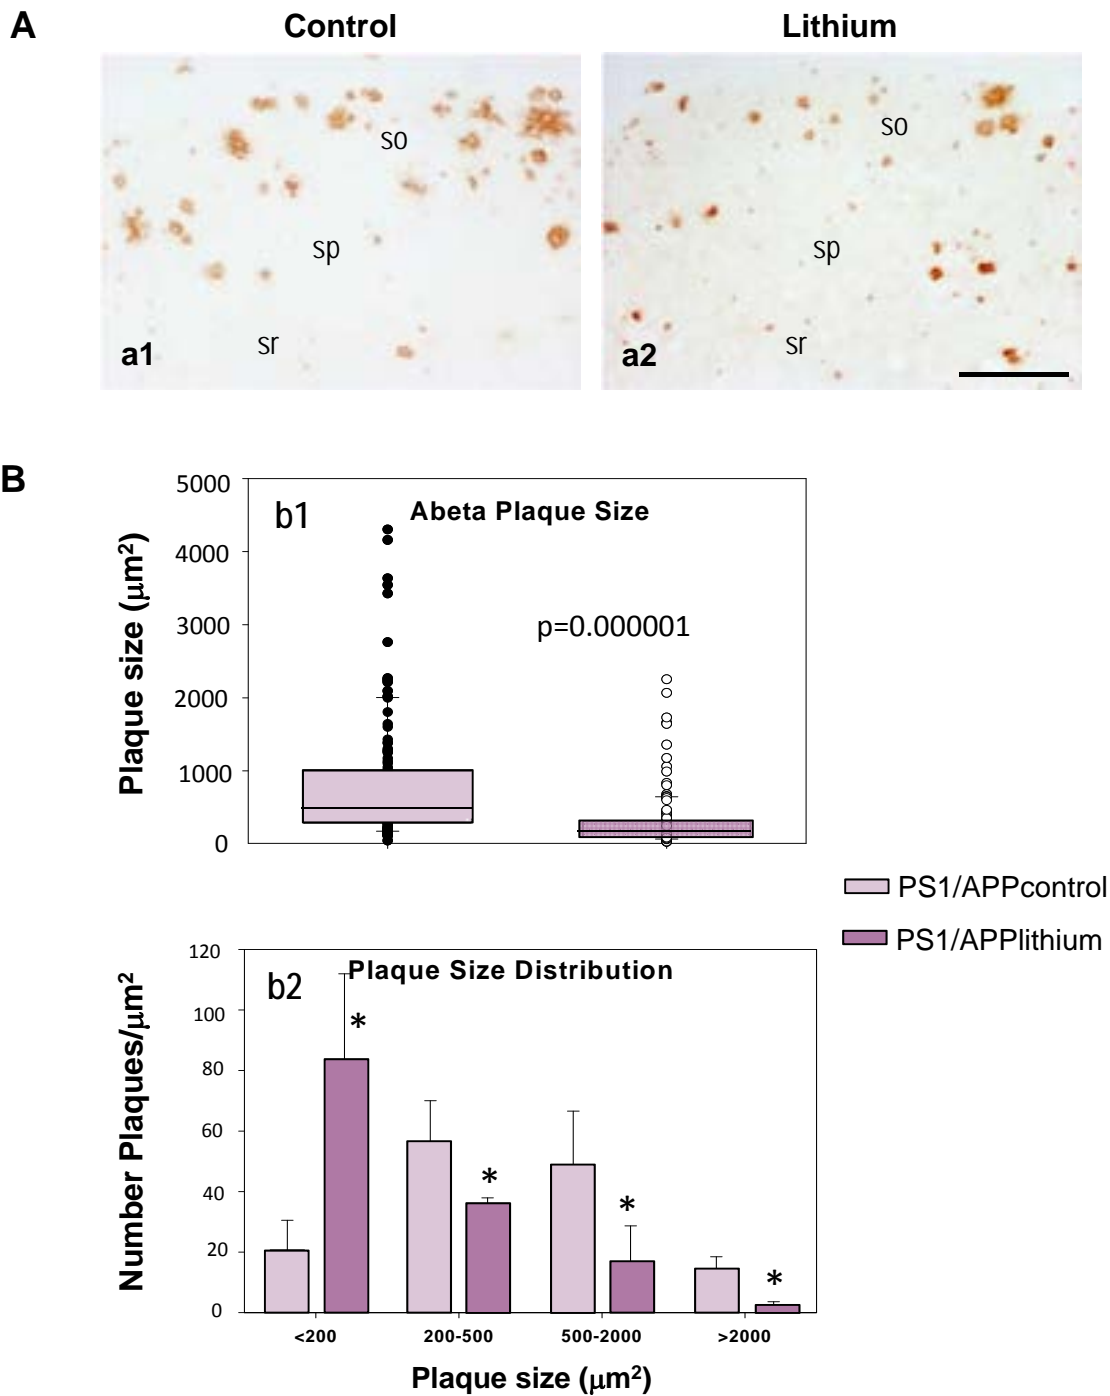 A
Control
Lithium
so
sp
sr
a1
so
sp
sr
a2
B
b1
Abeta Plaque Size
p=0.000001
5000
4000
3000
2000
1000
0
Plaque size (μm²)
PS1/APPcontrol
PS1/APPlithium
b2
Plaque Size Distribution
120
100
80
60
40
20
0
Number Plaques/μm²
*
*
*
*
<200
200-500
500-2000
>2000
Plaque size (μm²)